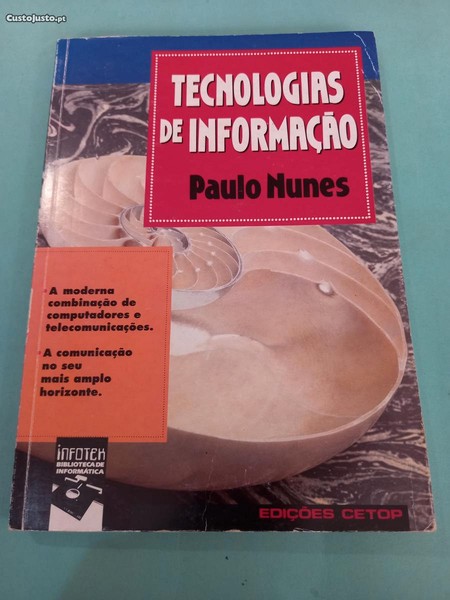 CustoJusto.pt
TECNOLOGIAS
DE INFORMAÇÃO
Paulo Nunes
· A moderna
combinação de
computadores e
telecomunicações.
· A comunicação
no seu
mais amplo
horizonte.
INFOTEK
BIBLIOTECA DE
INFORMÁTICA
EDIÇÕES CETOP